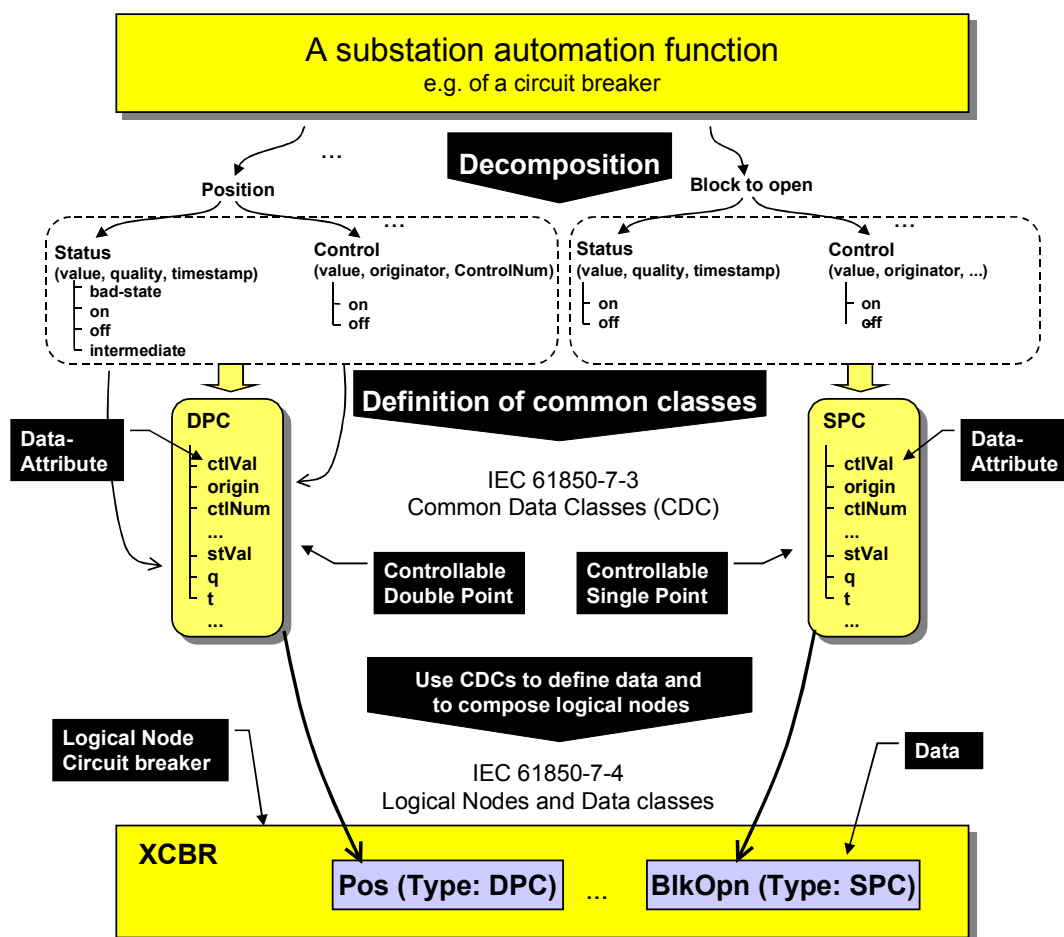 A substation automation function
e.g. of a circuit breaker
...
Decomposition
Position
Block to open
...
...
Status
(value, quality, timestamp)
bad-state
on
off
intermediate
Control
(value, originator, ControlNum)
on
off
Status
(value, quality, timestamp)
on
off
Control
(value, originator, ...)
on
off
Definition of common classes
DPC
ctlVal
origin
ctlNum
...
stVal
q
t
...
Data-
Attribute
IEC 61850-7-3
Common Data Classes (CDC)
SPC
ctlVal
origin
ctlNum
...
stVal
q
t
...
Data-
Attribute
Controllable
Double Point
Controllable
Single Point
Use CDCs to define data and
to compose logical nodes
Logical Node
Circuit breaker
Data
IEC 61850-7-4
Logical Nodes and Data classes
XCBR
Pos (Type: DPC)
...
BlkOpn (Type: SPC)